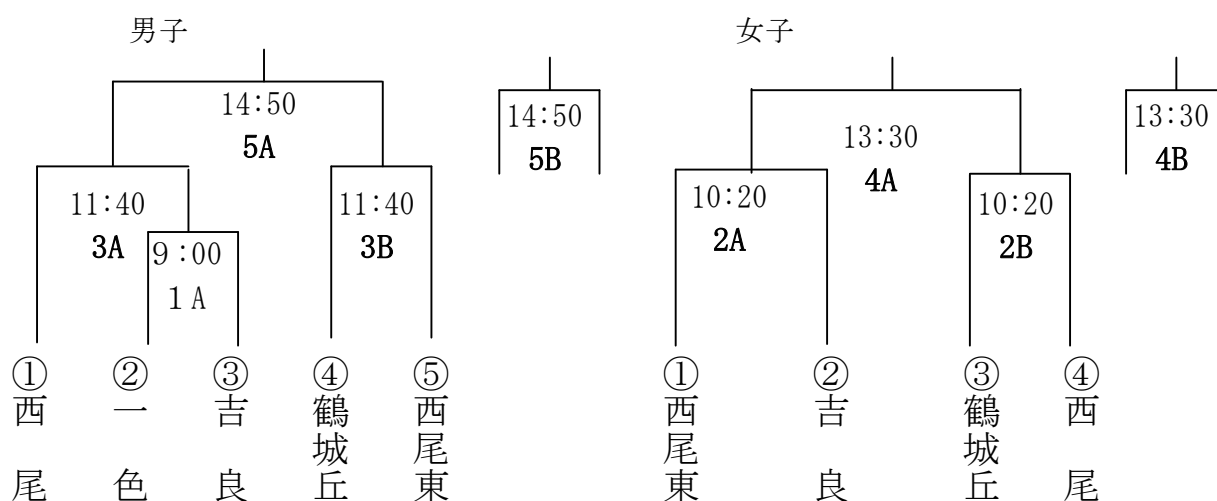 男子
14:50
5A
14:50
5B
11:40
3A
11:40
3B
9:00
1A
①西尾
②一色
③吉良
④鶴城丘
⑤西尾東
女子
13:30
4A
13:30
4B
10:20
2A
10:20
2B
①西尾東
②吉良
③鶴城丘
④西尾